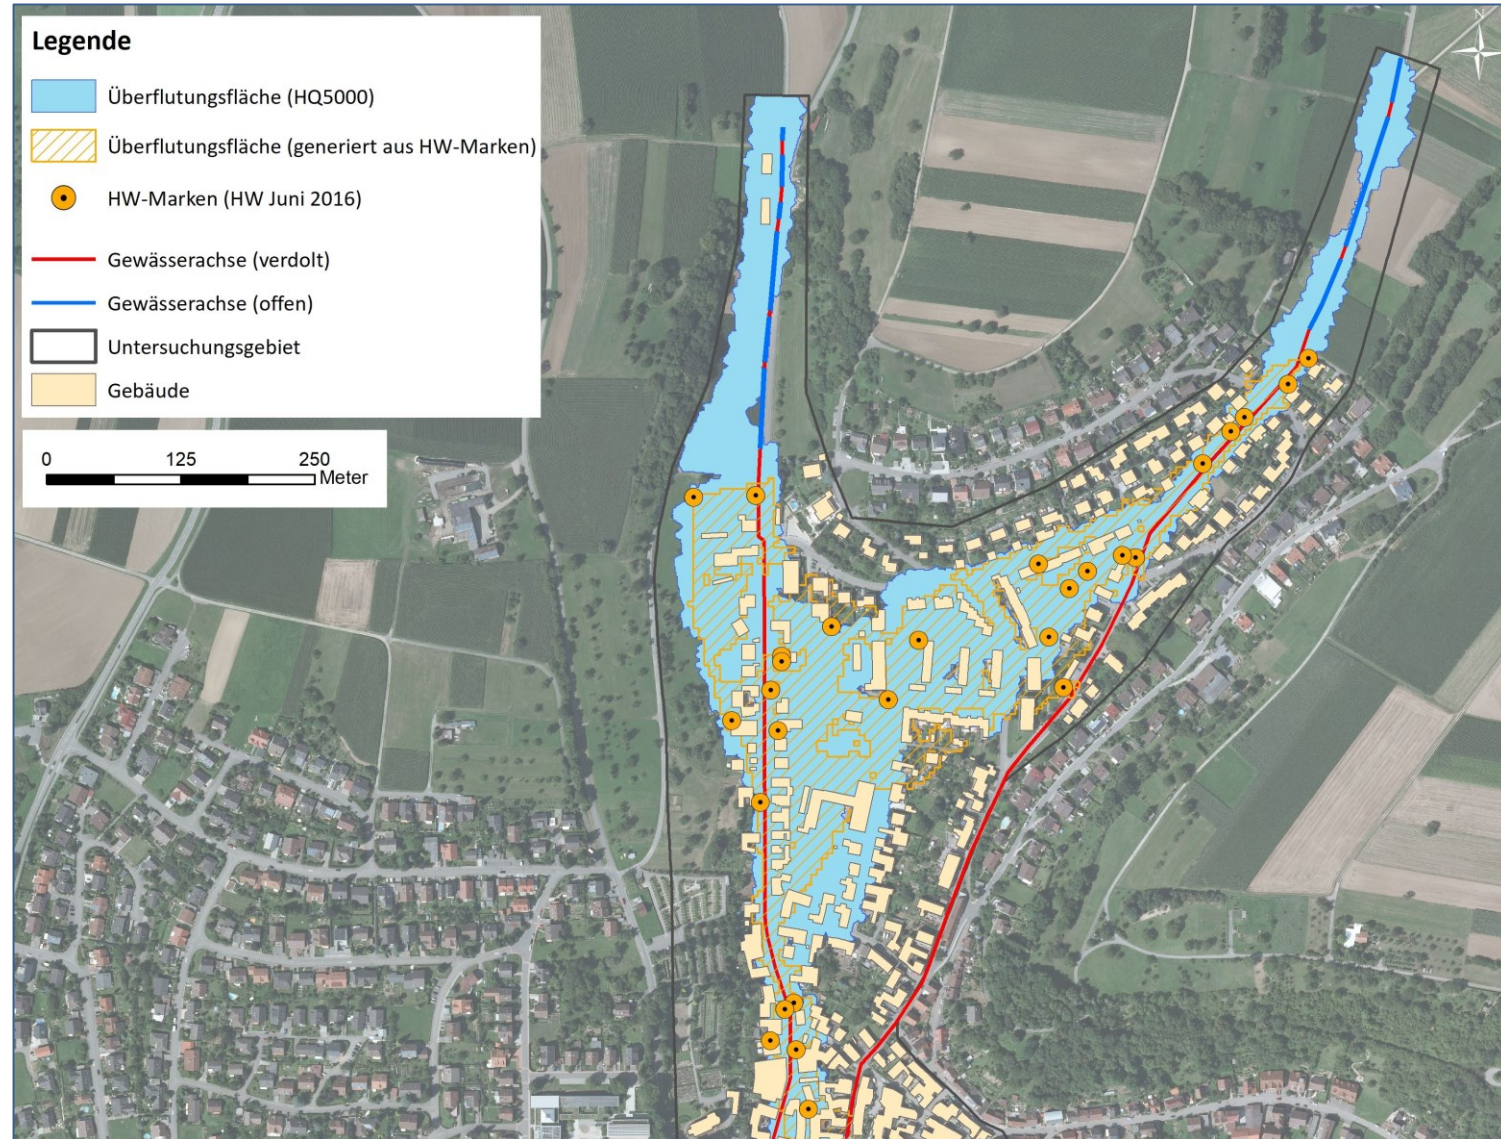 Legende
Überflutungsfläche (HQ5000)
Überflutungsfläche (generiert aus HW-Marken)
HW-Marken (HW Juni 2016)
Gewässerachse (verdolt)
Gewässerachse (offen)
Untersuchungsgebiet
Gebäude
0 125 250
Meter
N